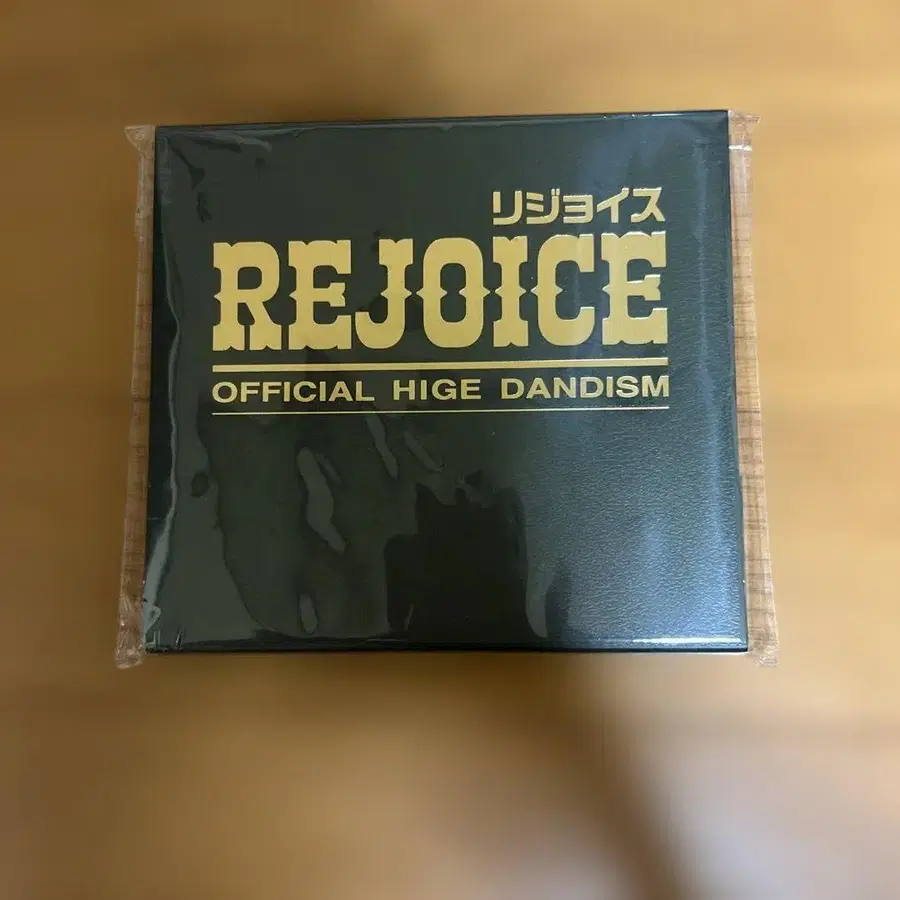 リジョイス
REJOICE
OFFICIAL HIGE DANDISM